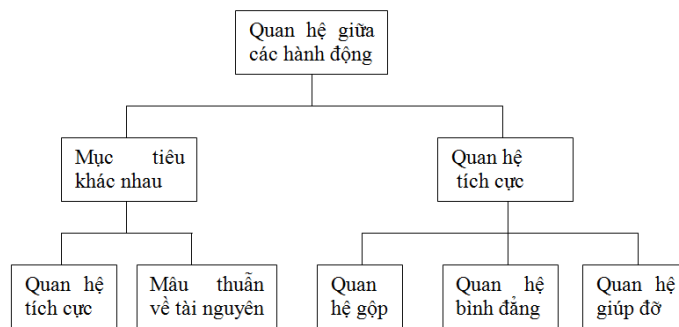 Quan hệ giữa
các hành động
Mục tiêu
khác nhau
Quan hệ
tích cực
Quan hệ
tích cực
Mâu thuẫn
về tài nguyên
Quan
hệ gộp
Quan hệ
bình đẳng
Quan hệ
giúp đỡ